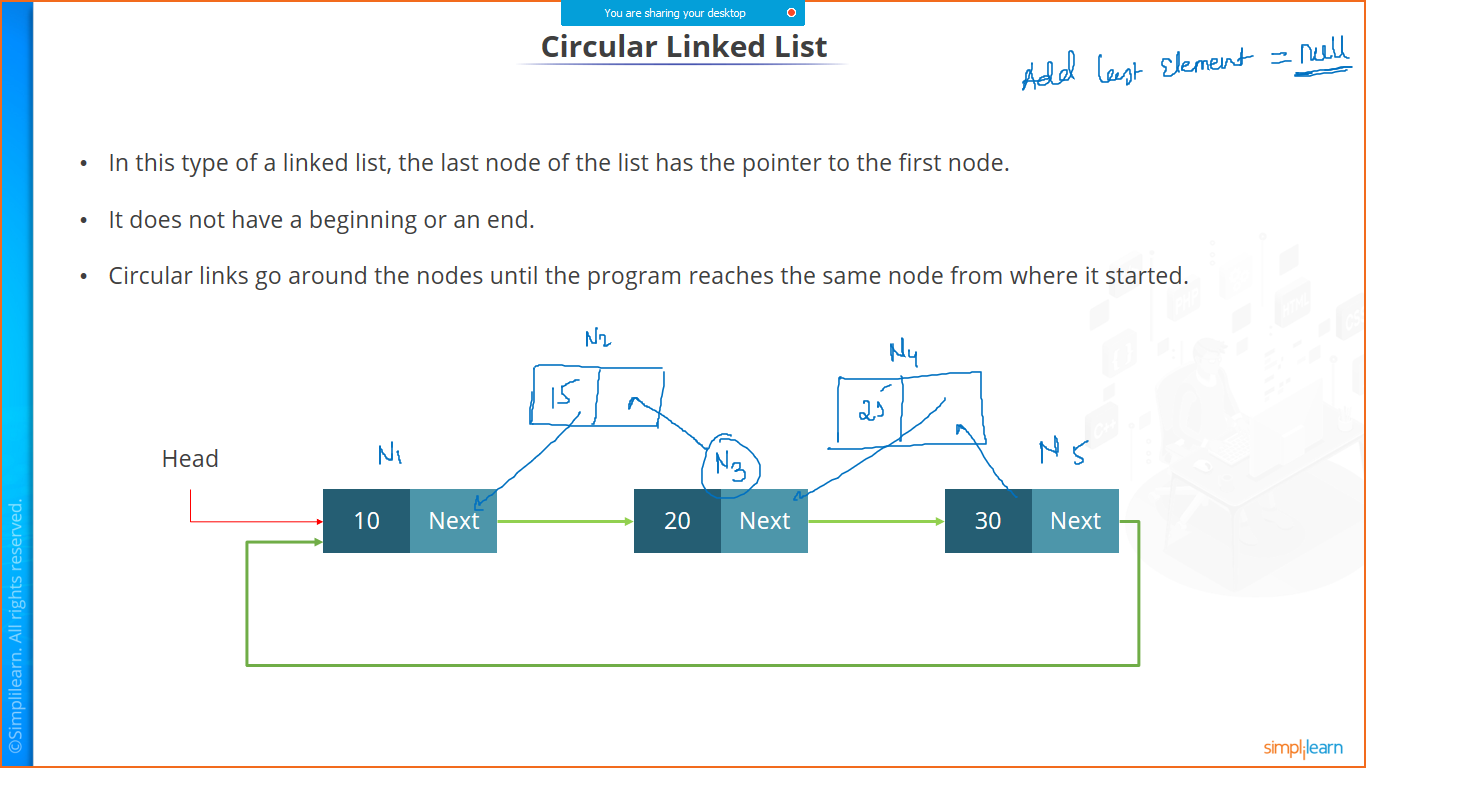 You are sharing your desktop
Circular Linked List
Add last Element = null
• In this type of a linked list, the last node of the list has the pointer to the first node.
• It does not have a beginning or an end.
• Circular links go around the nodes until the program reaches the same node from where it started.
N2
N4
15
25
Head
N1
N3
N5
10 Next
20 Next
30 Next
©Simplilearn. All rights reserved.
simplilearn